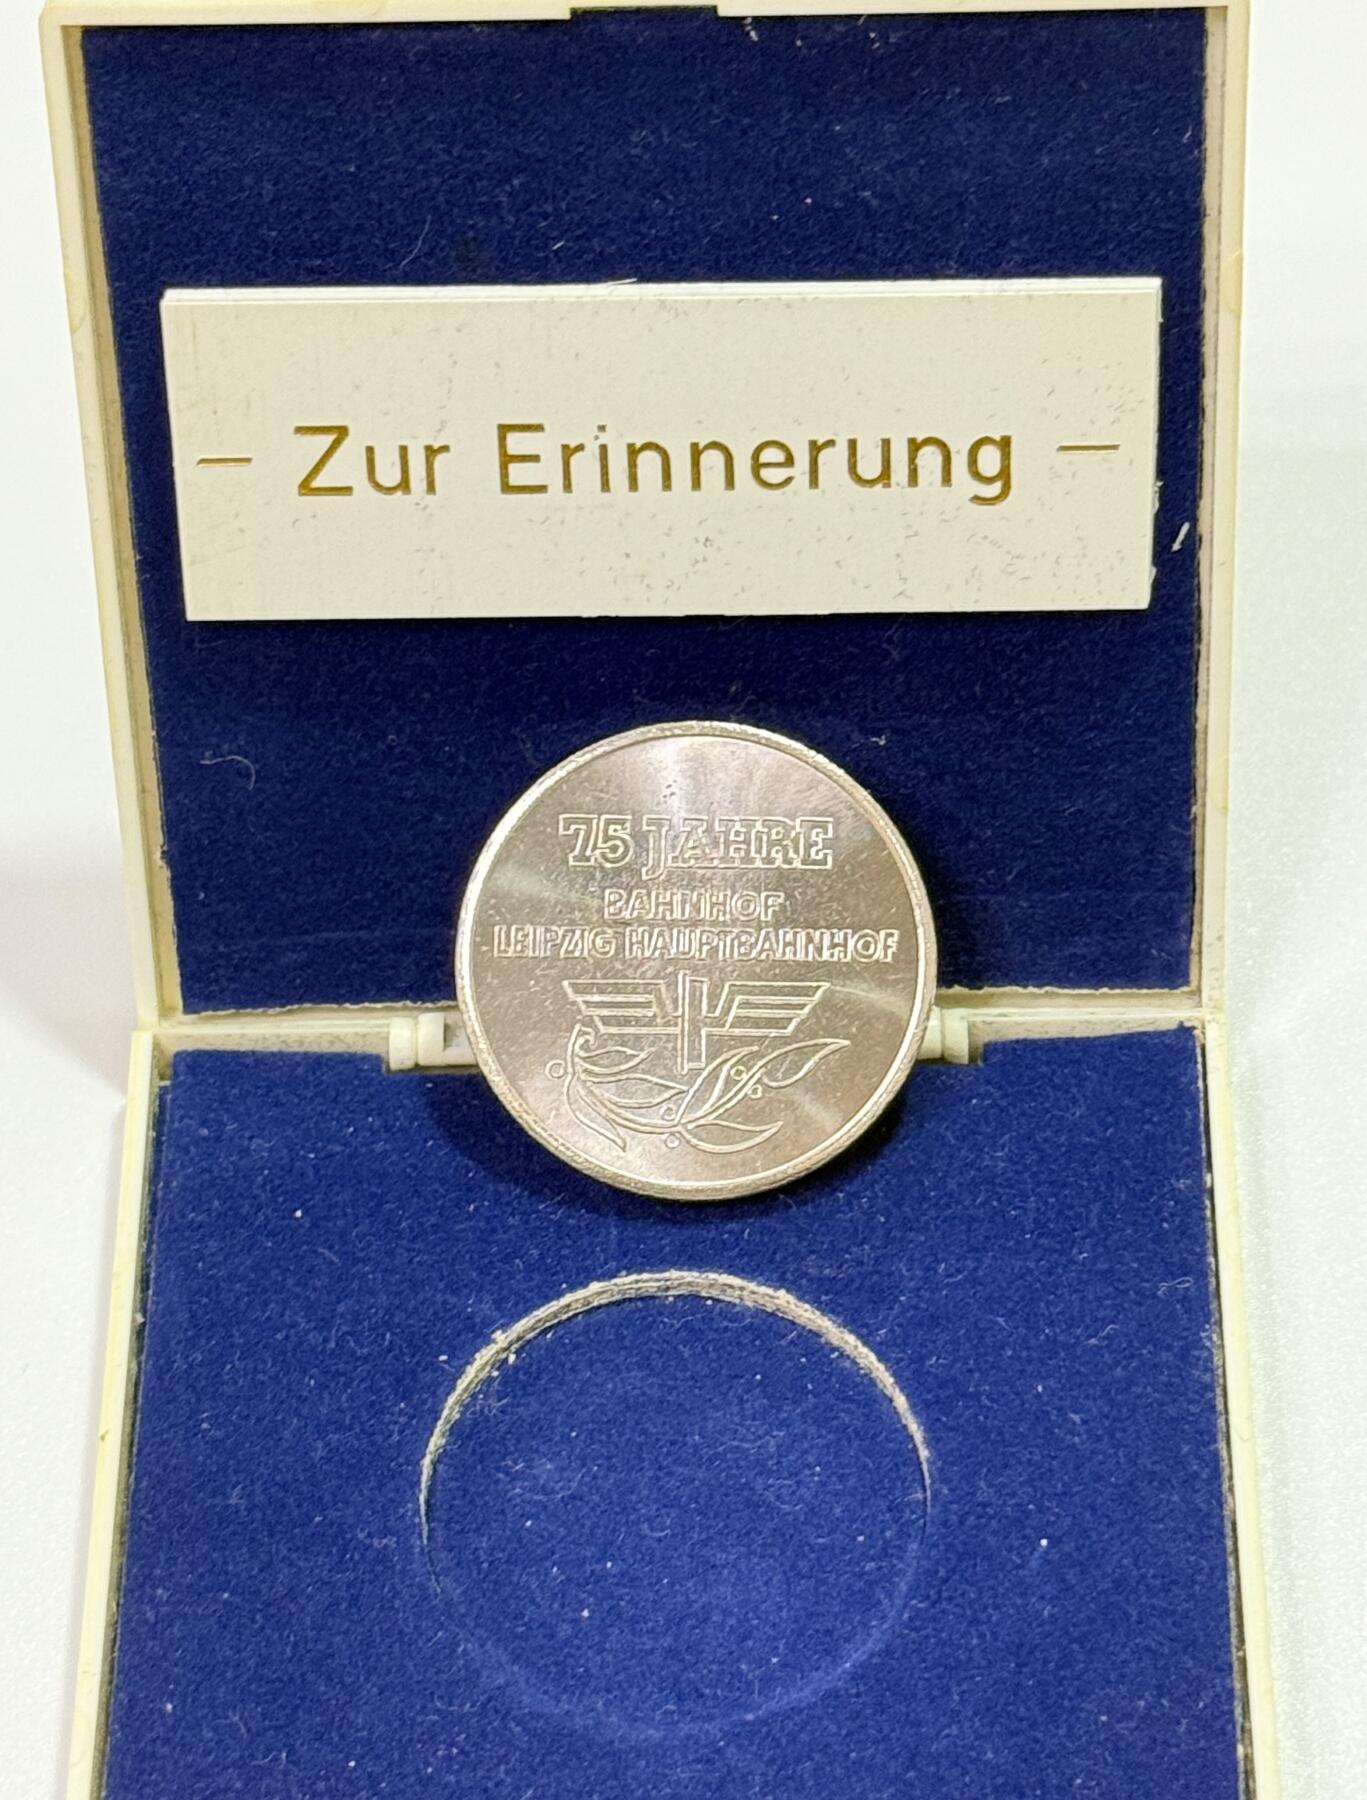 – Zur Erinnerung –
75 JAHRE
BAHNHOF
LEIPZIG HAUPTBAHNHOF